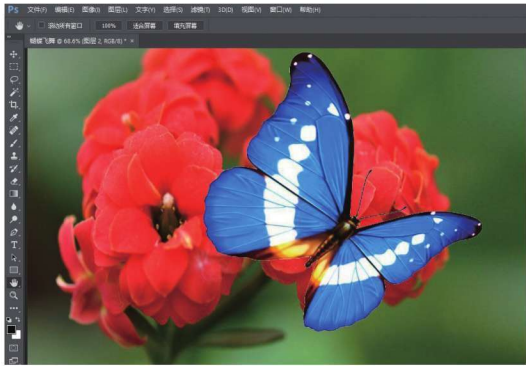 Ps 文件(F) 编辑(E) 图像(I) 图层(L) 文字(Y) 选择(S) 滤镜(T) 3D(D) 视图(V) 窗口(W) 帮助(H)
滚动所有窗口 100% 适合屏幕 填充屏幕
蝴蝶飞舞 @ 68.6% (图层 2, RGB/8) * ×
T